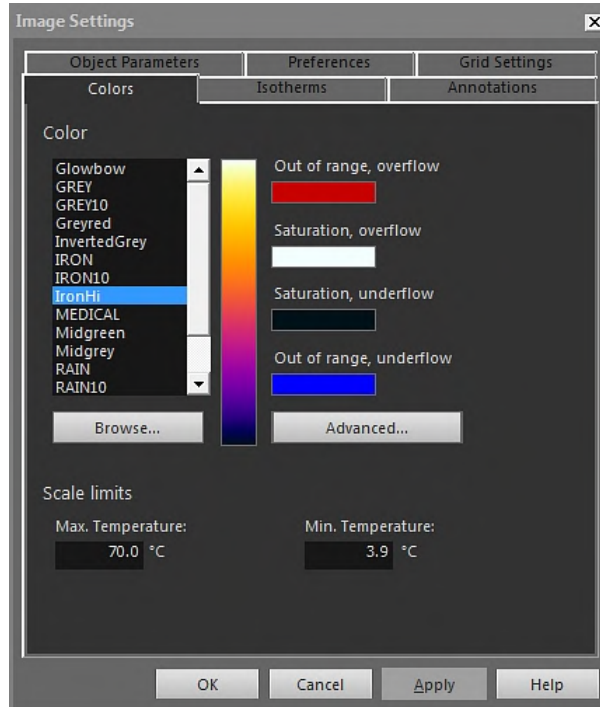 Image Settings
Object Parameters
Preferences
Grid Settings
Colors
Isotherms
Annotations
Color
Glowbow
GREY
GREY10
Greyred
InvertedGrey
IRON
IRON10
IronHi
MEDICAL
Midgreen
Midgrey
RAIN
RAIN10
Out of range, overflow
Saturation, overflow
Saturation, underflow
Out of range, underflow
Browse...
Advanced...
Scale limits
Max. Temperature:
70.0 °C
Min. Temperature:
3.9 °C
OK
Cancel
Apply
Help